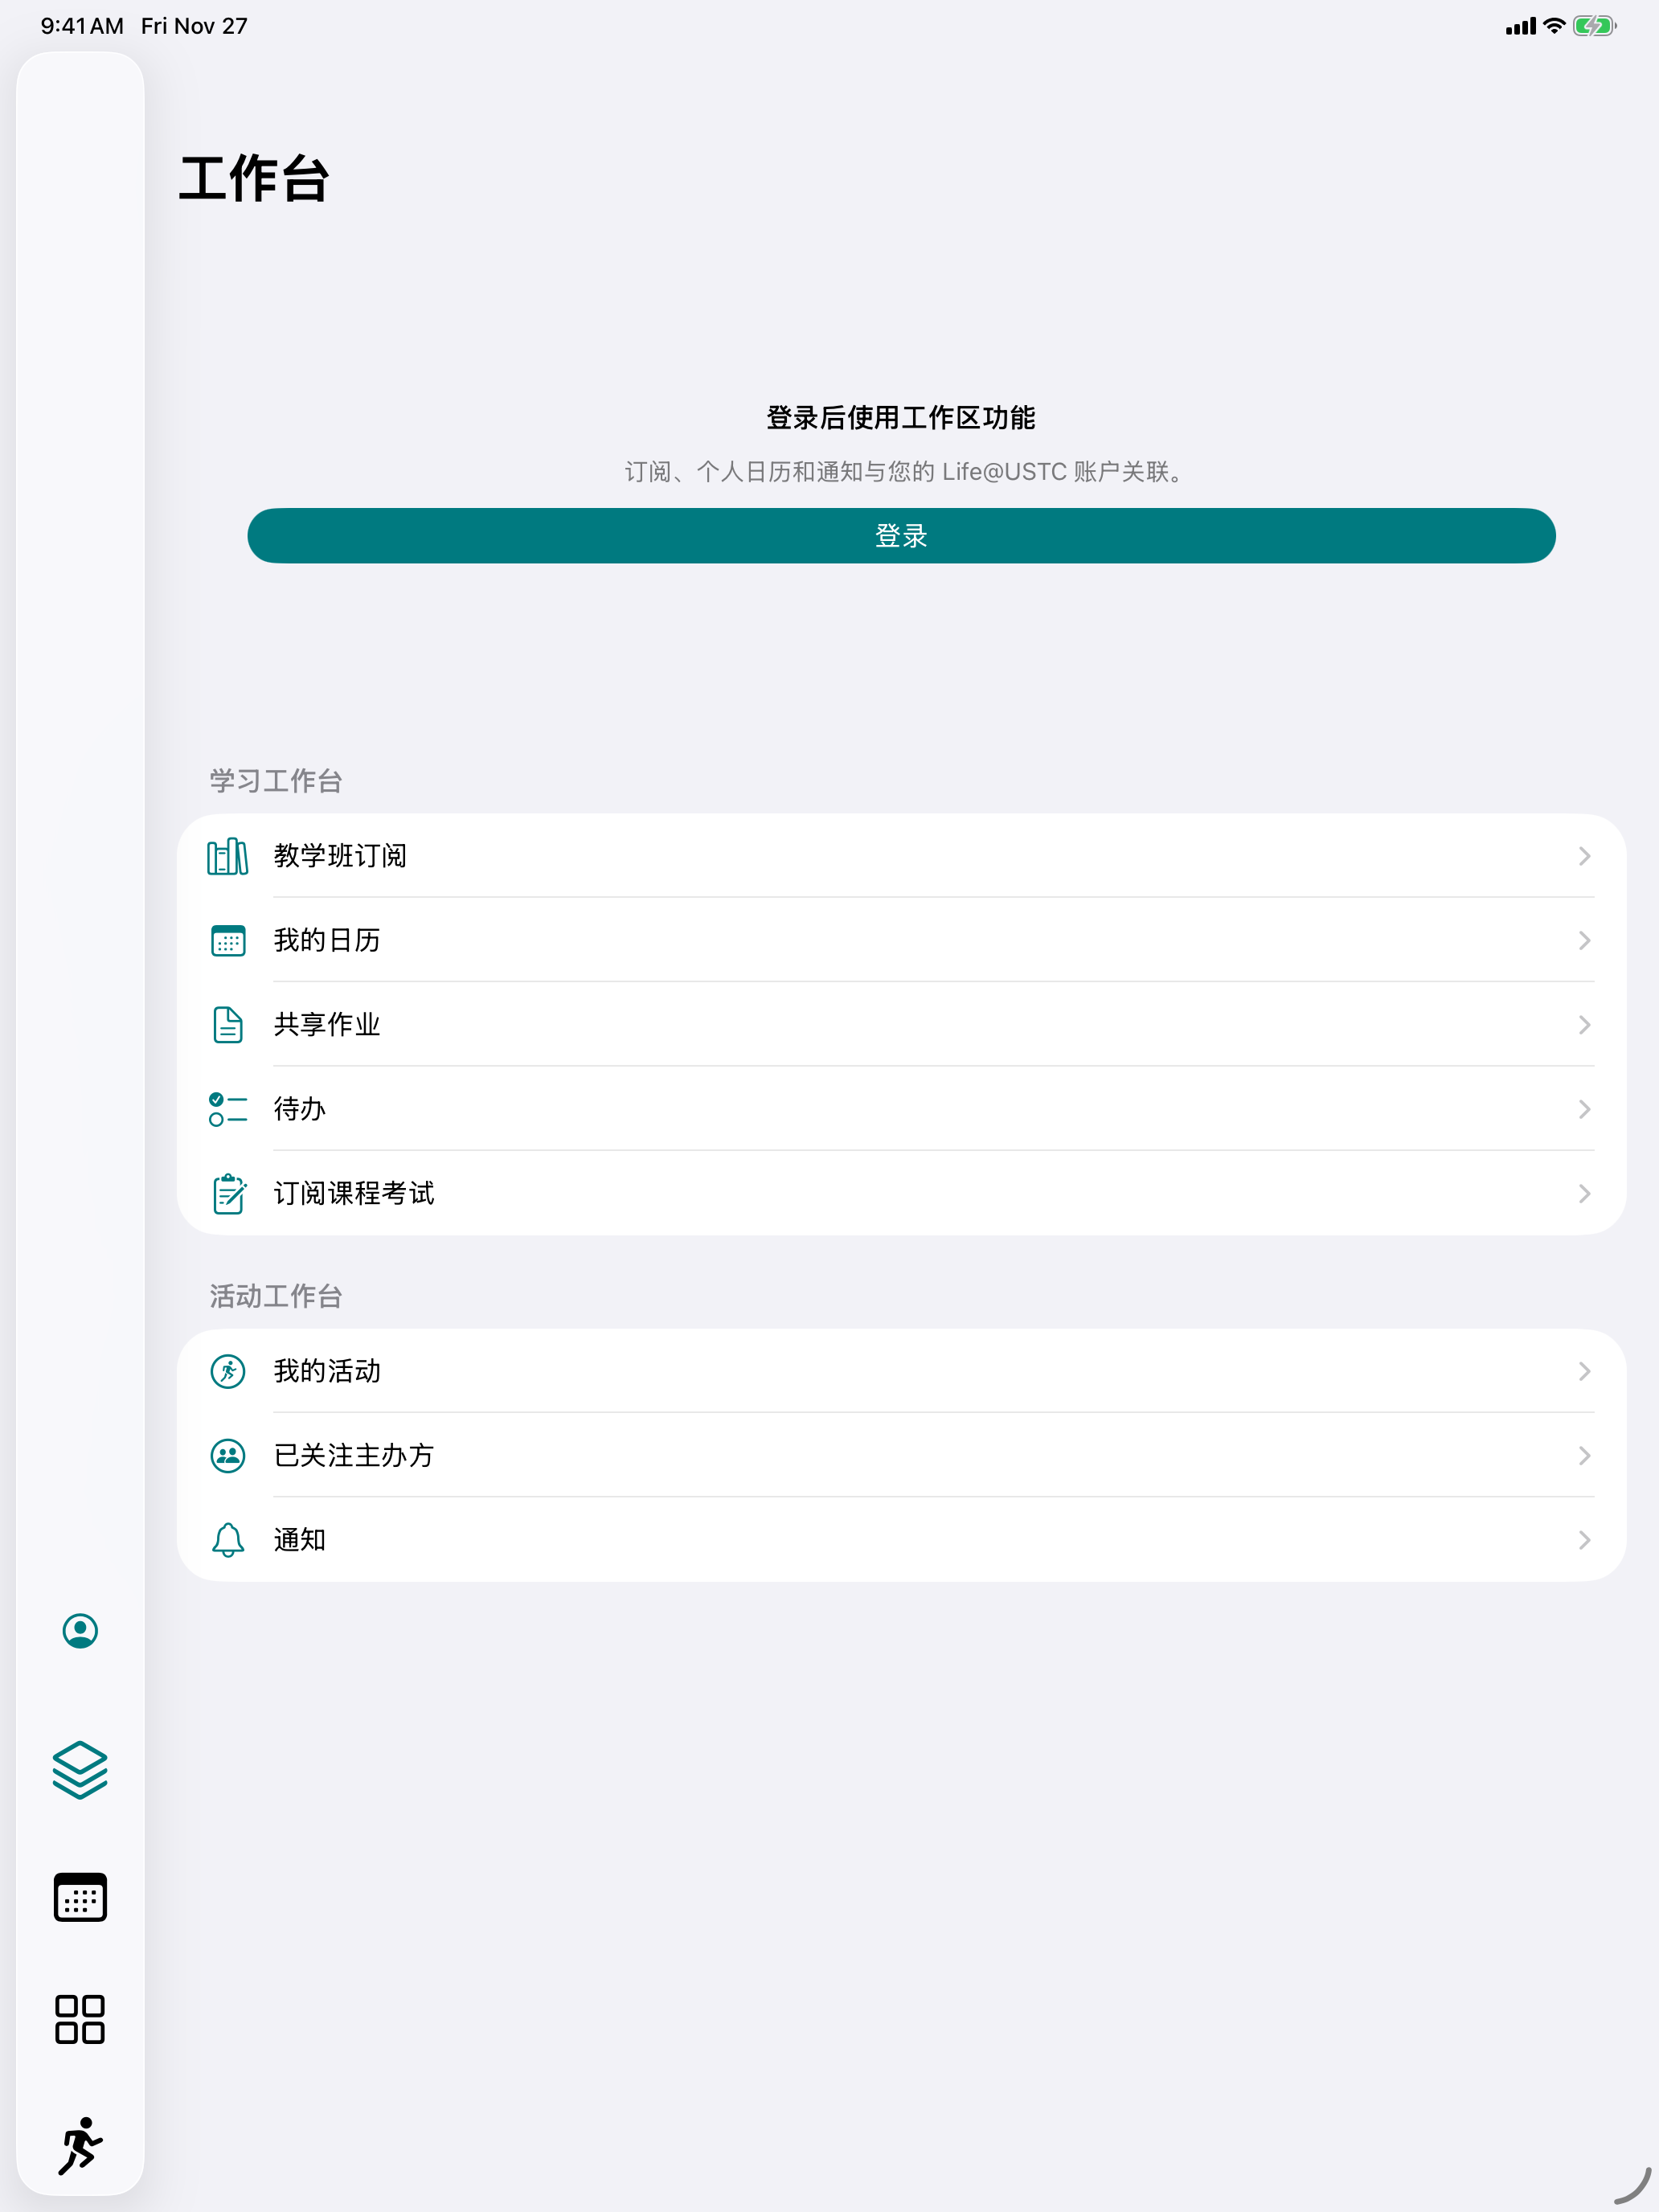 9:41 AM Fri Nov 27
工作台
登录后使用工作区功能
订阅、个人日历和通知与您的 Life@USTC 账户关联。
登录
学习工作台
教学班订阅
我的日历
共享作业
待办
订阅课程考试
活动工作台
我的活动
已关注主办方
通知